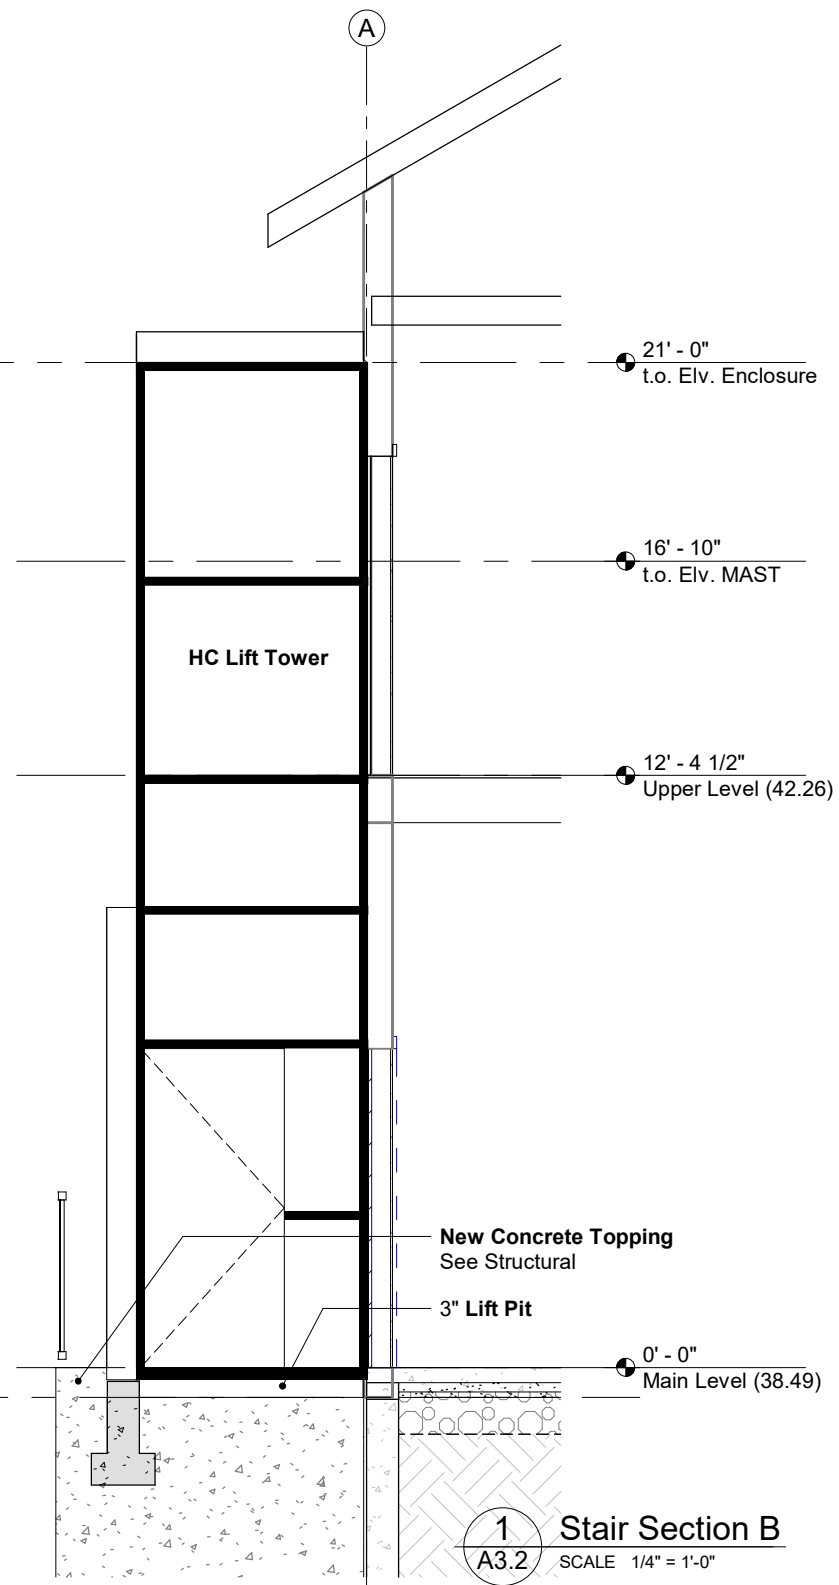 A
21' - 0"
t.o. Elv. Enclosure
16' - 10"
t.o. Elv. MAST
HC Lift Tower
12' - 4 1/2"
Upper Level (42.26)
New Concrete Topping
See Structural
3" Lift Pit
0' - 0"
Main Level (38.49)
1
A3.2
Stair Section B
SCALE 1/4" = 1'-0"